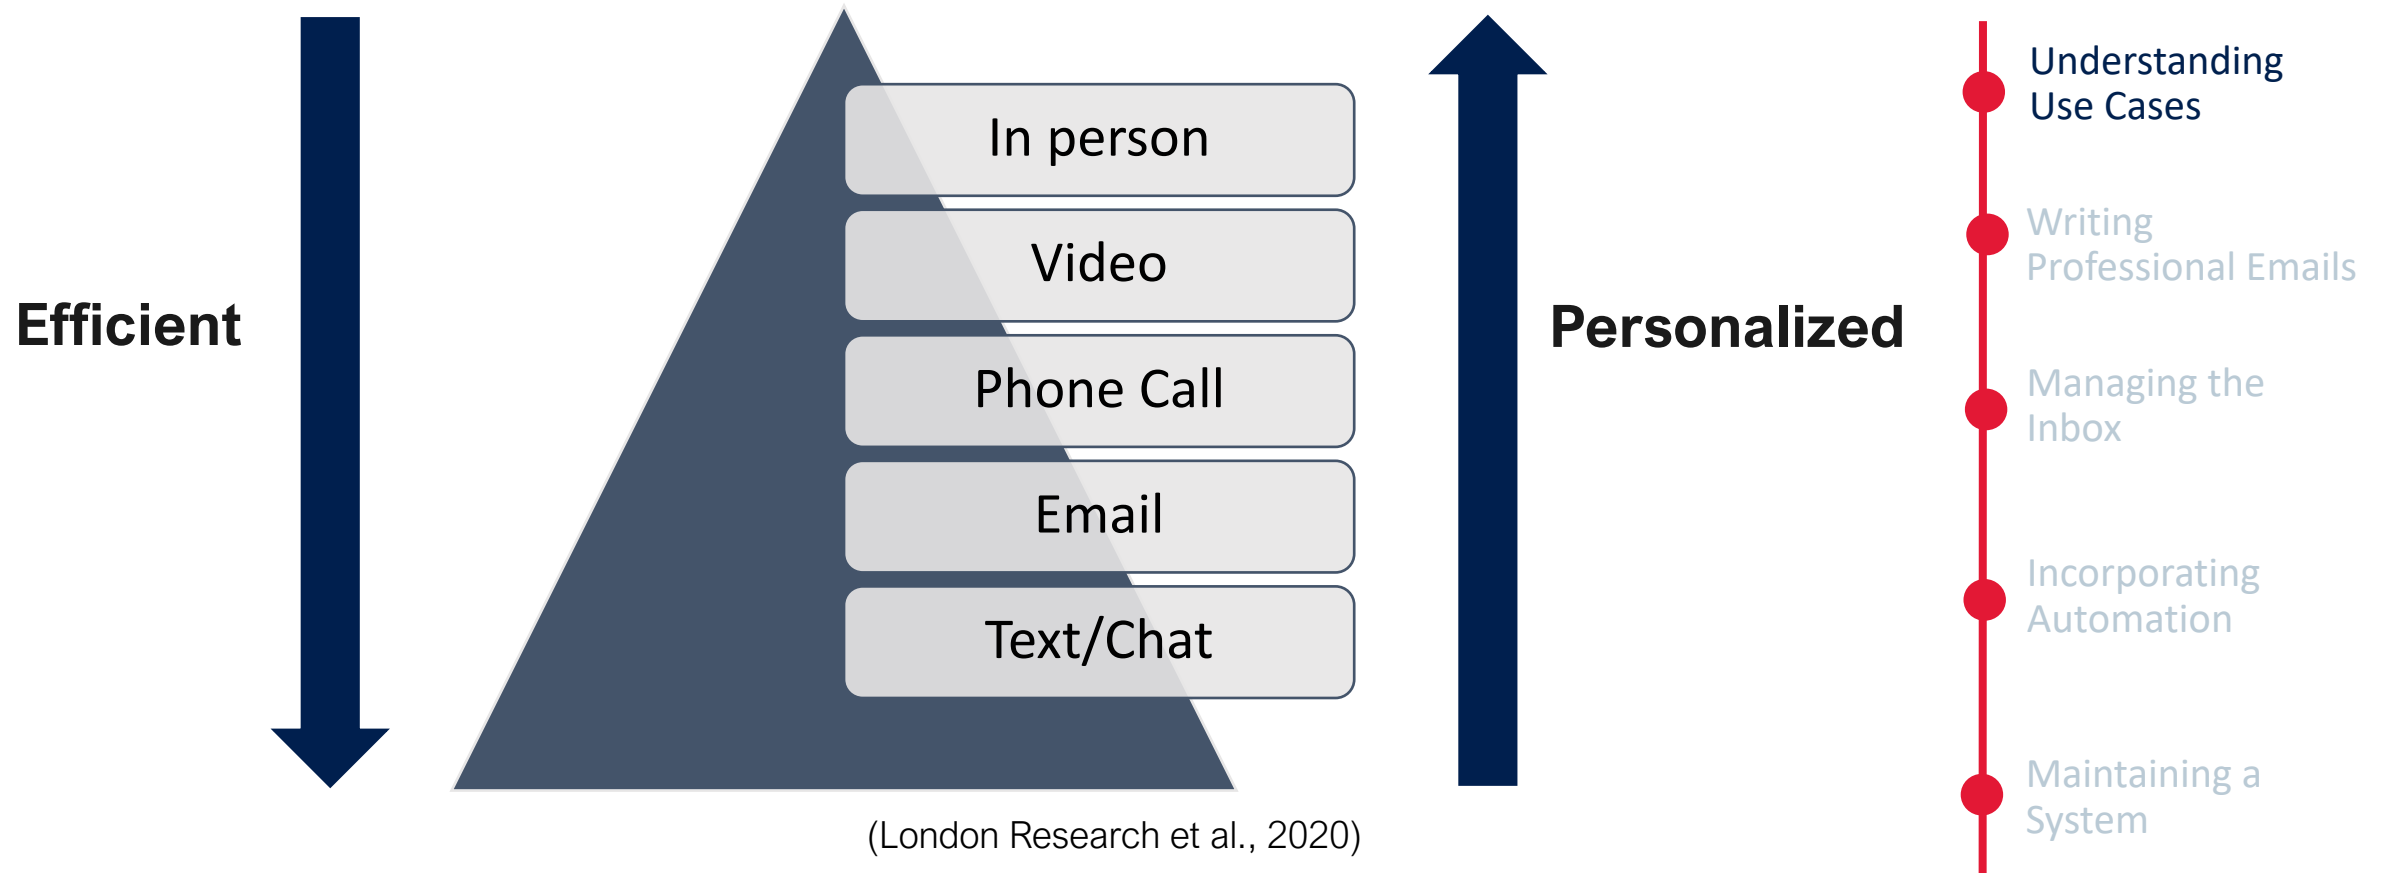 Efficient
In person
Video
Phone Call
Email
Text/Chat
(London Research et al., 2020)
Personalized
Understanding
Use Cases
Writing
Professional Emails
Managing the
Inbox
Incorporating
Automation
Maintaining a
System